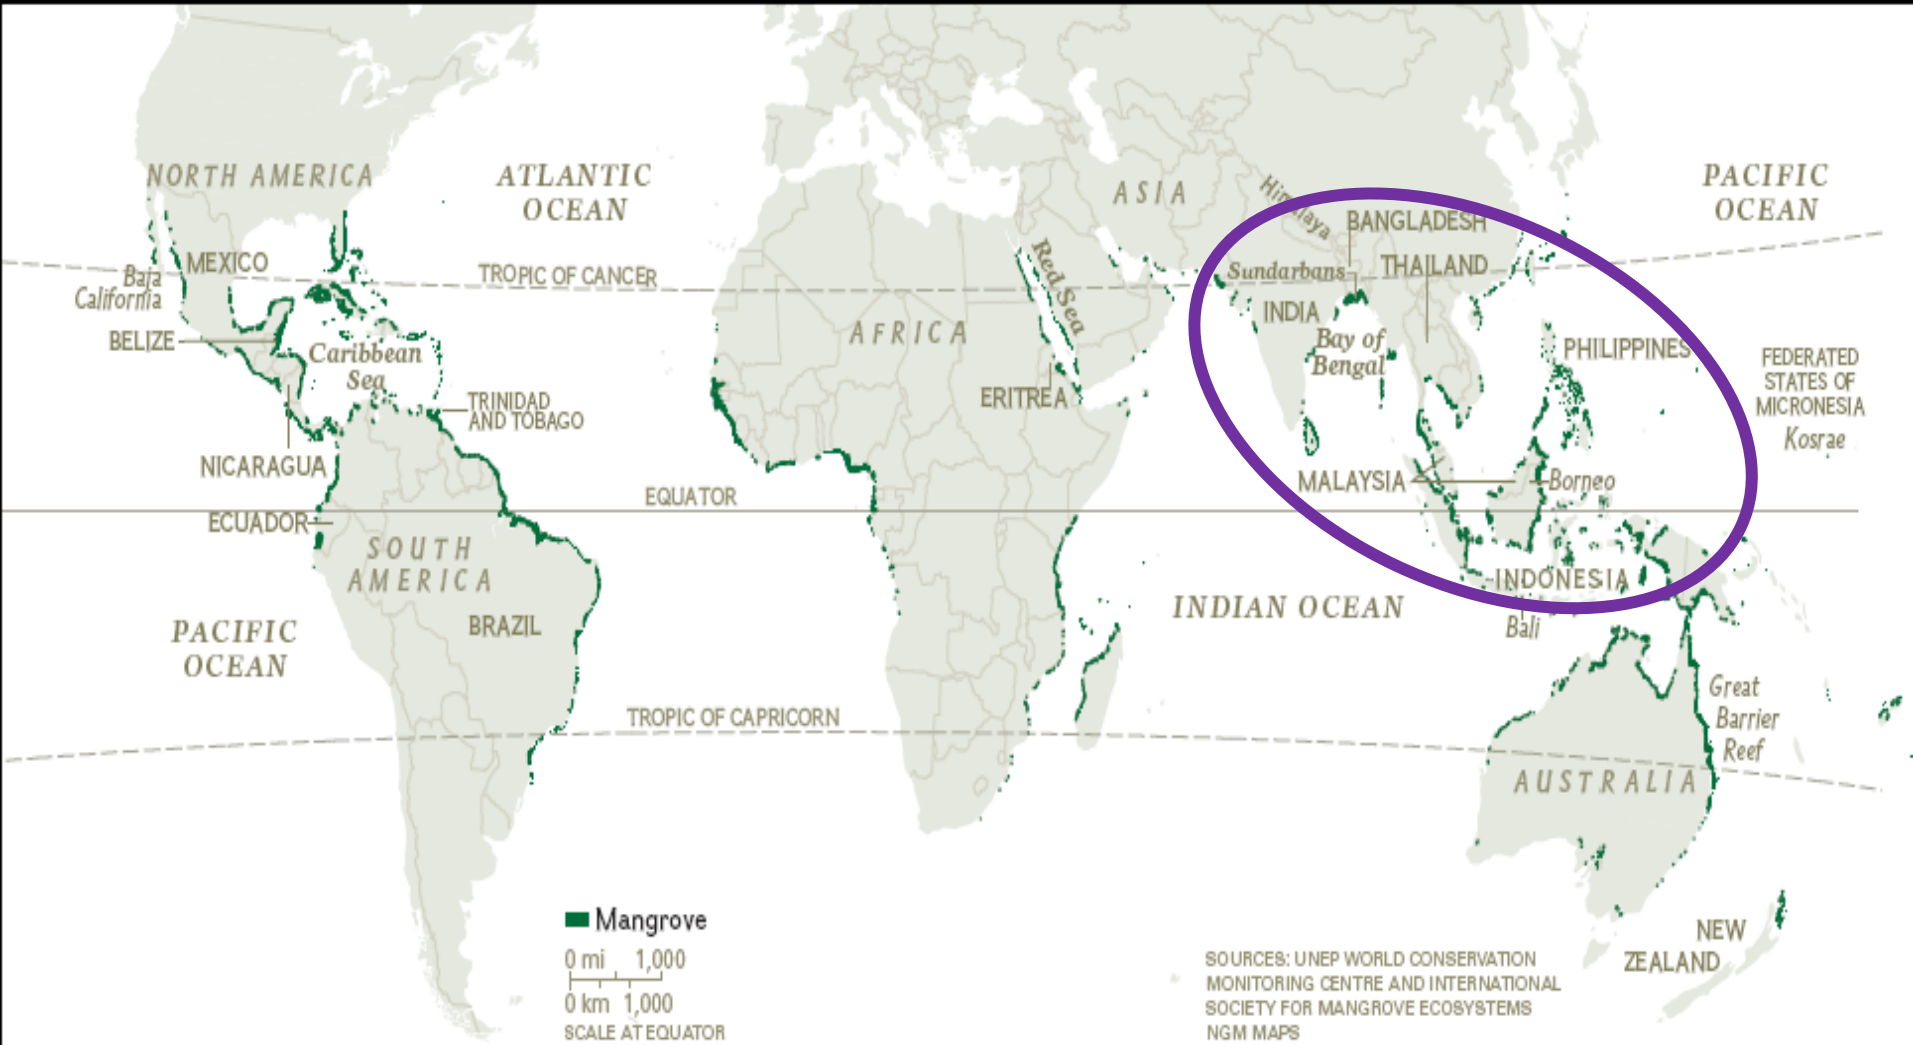 NORTH AMERICA
ATLANTIC
OCEAN
ASIA
Himalaya
PACIFIC
OCEAN
BANGLADESH
MEXICO
Baja
California
TROPIC OF CANCER
Red Sea
Sundarbans
THAILAND
INDIA
BELIZE
Caribbean
Sea
AFRICA
Bay of
Bengal
PHILIPPINES
FEDERATED
STATES OF
MICRONESIA
Kosrae
TRINIDAD
AND TOBAGO
ERITREA
NICARAGUA
MALAYSIA
Borneo
EQUATOR
ECUADOR
SOUTH
AMERICA
INDONESIA
INDIAN OCEAN
Bali
BRAZIL
PACIFIC
OCEAN
TROPIC OF CAPRICORN
Great
Barrier
Reef
AUSTRALIA
Mangrove
0 mi 1,000
0 km 1,000
SCALE AT EQUATOR
NEW
ZEALAND
SOURCES: UNEP WORLD CONSERVATION
MONITORING CENTRE AND INTERNATIONAL
SOCIETY FOR MANGROVE ECOSYSTEMS
NGM MAPS